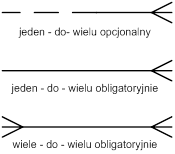 jeden - do- wielu opcjonalny
jeden - do - wielu obligatoryjnie
wiele - do - wielu obligatoryjnie